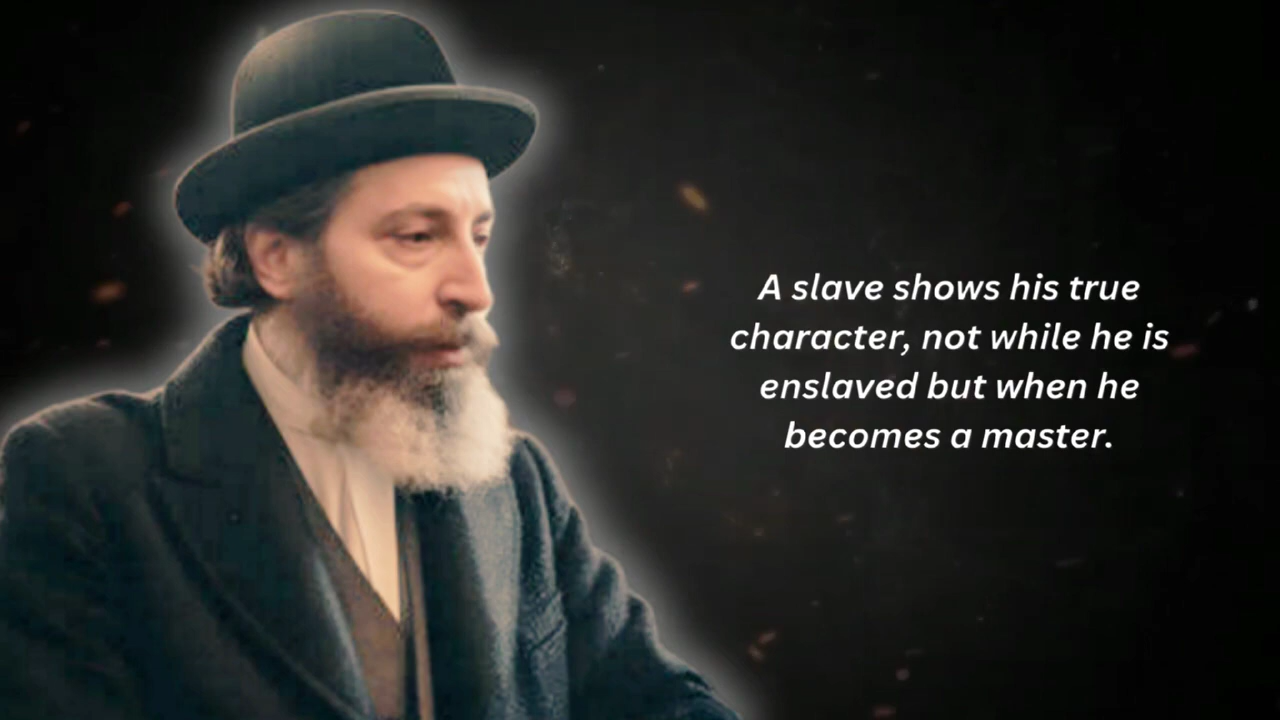 A slave shows his true
character, not while he is
enslaved but when he
becomes a master.